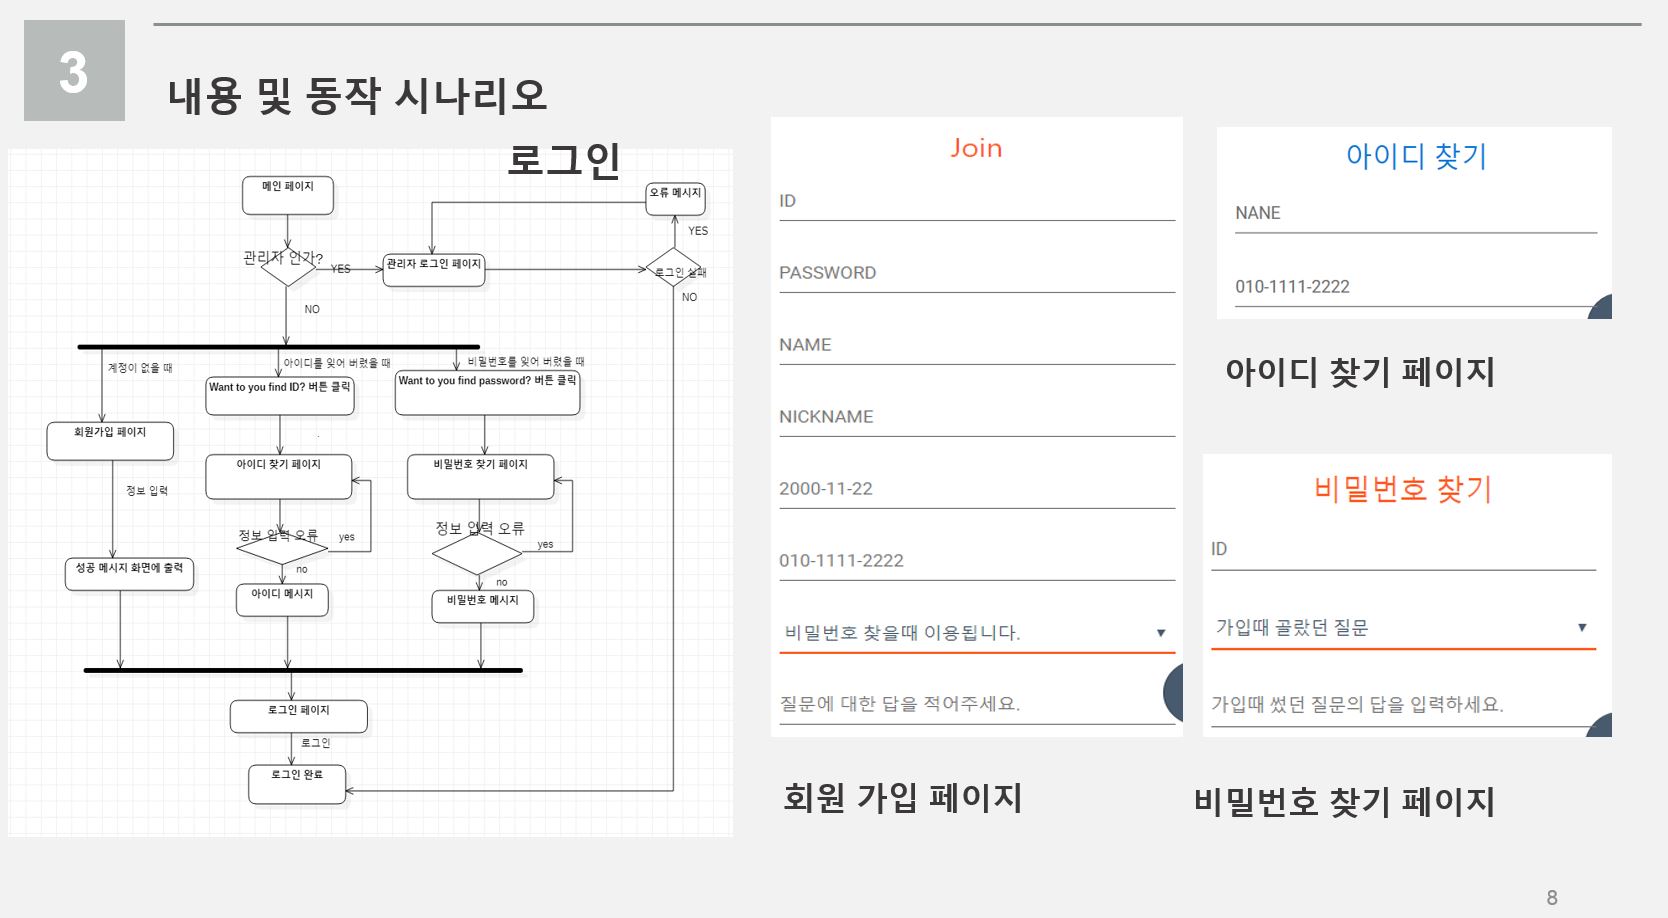 3
내용 및 동작 시나리오
로그인
메인 페이지
오류 메시지
YES
관리자 인가?
YES
관리자 로그인 페이지
로그인 실패
NO
NO
계정이 없을 때
아이디를 잊어 버렸을 때
비밀번호를 잊어 버렸을 때
Want to you find ID? 버튼 클릭
Want to you find password? 버튼 클릭
회원가입 페이지
아이디 찾기 페이지
비밀번호 찾기 페이지
정보 입력
정보 입력 오류
yes
정보 입력 오류
yes
no
no
성공 메시지 화면에 출력
아이디 메시지
비밀번호 메시지
로그인 페이지
로그인
로그인 완료
Join
ID
PASSWORD
NAME
NICKNAME
2000-11-22
010-1111-2222
비밀번호 찾을때 이용됩니다.
질문에 대한 답을 적어주세요.
회원 가입 페이지
아이디 찾기
NANE
010-1111-2222
아이디 찾기 페이지
비밀번호 찾기
ID
가입때 골랐던 질문
가입때 썼던 질문의 답을 입력하세요.
비밀번호 찾기 페이지
8